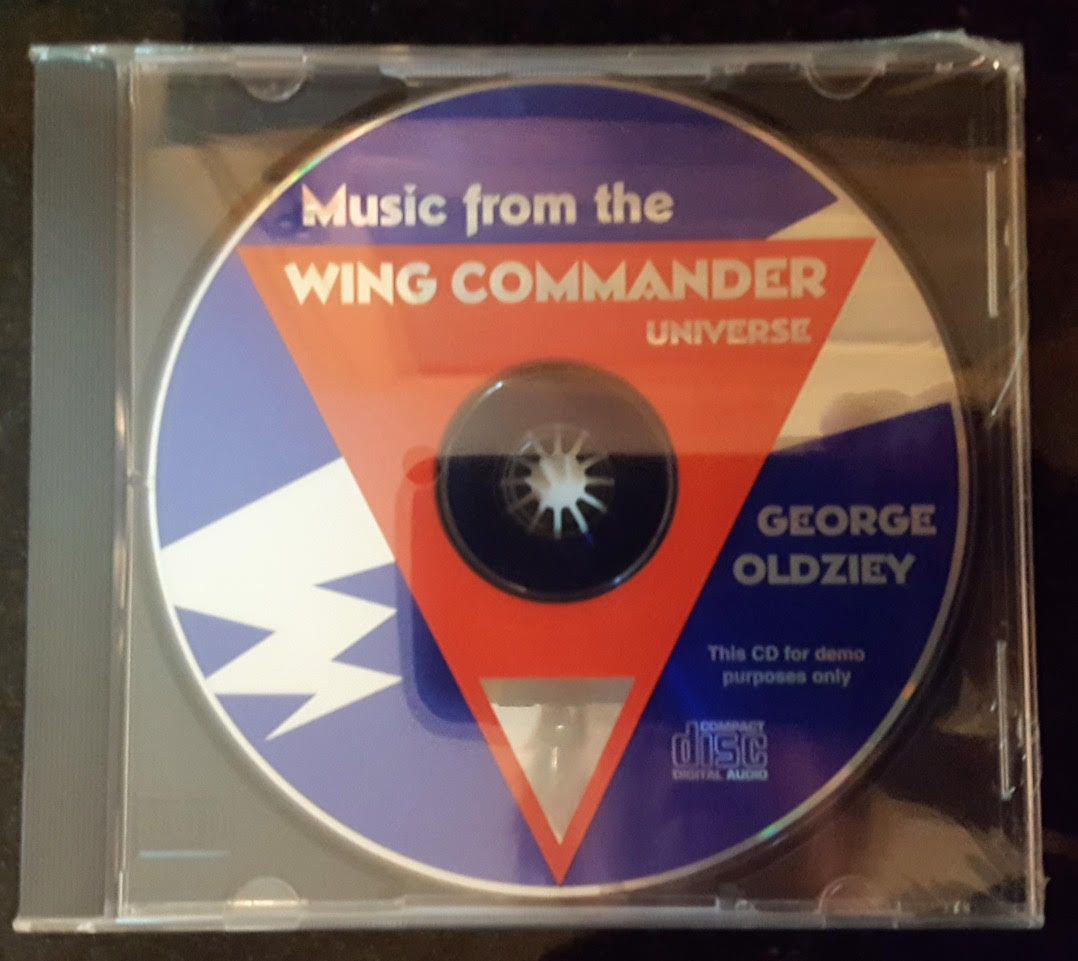 Music from the
WING COMMANDER
UNIVERSE
GEORGE
OLDZIEY
This CD for demo
purposes only
COMPACT
disc
DIGITAL AUDIO